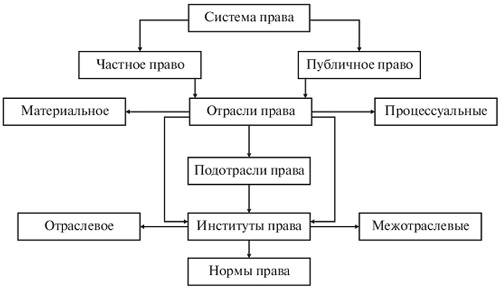 Система права
Частное право
Публичное право
Материальное
Отрасли права
Процессуальные
Подотрасли права
Отраслевое
Институты права
Межотраслевые
Нормы права